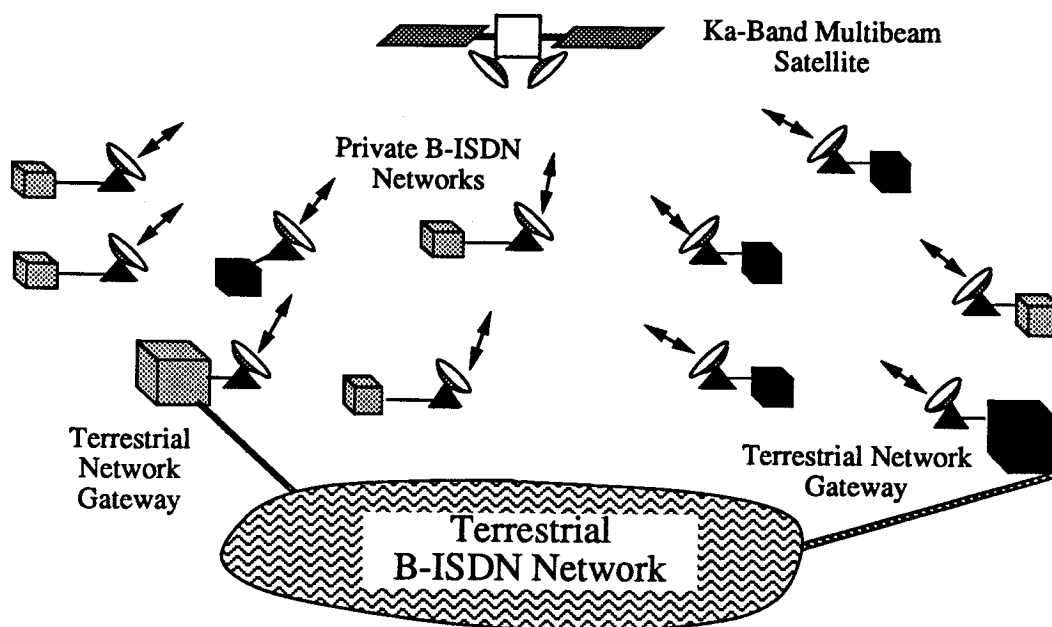 Ka-Band Multibeam
Satellite
Private B-ISDN
Networks
Terrestrial
Network
Gateway
Terrestrial Network
Gateway
Terrestrial
B-ISDN Network